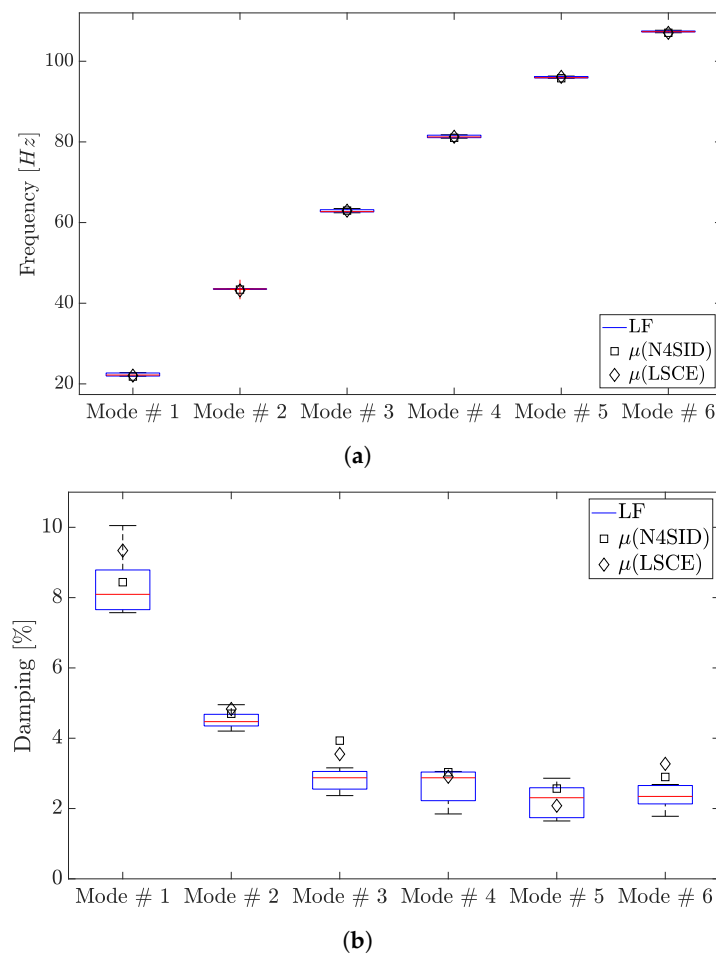 100
80
60
40
20
Frequency [Hz]
LF
μ(N4SID)
μ(LSCE)
Mode # 1 Mode # 2 Mode # 3 Mode # 4 Mode # 5 Mode # 6
(a)
10
8
6
4
2
0
Damping [%]
LF
μ(N4SID)
μ(LSCE)
Mode # 1 Mode # 2 Mode # 3 Mode # 4 Mode # 5 Mode # 6
(b)